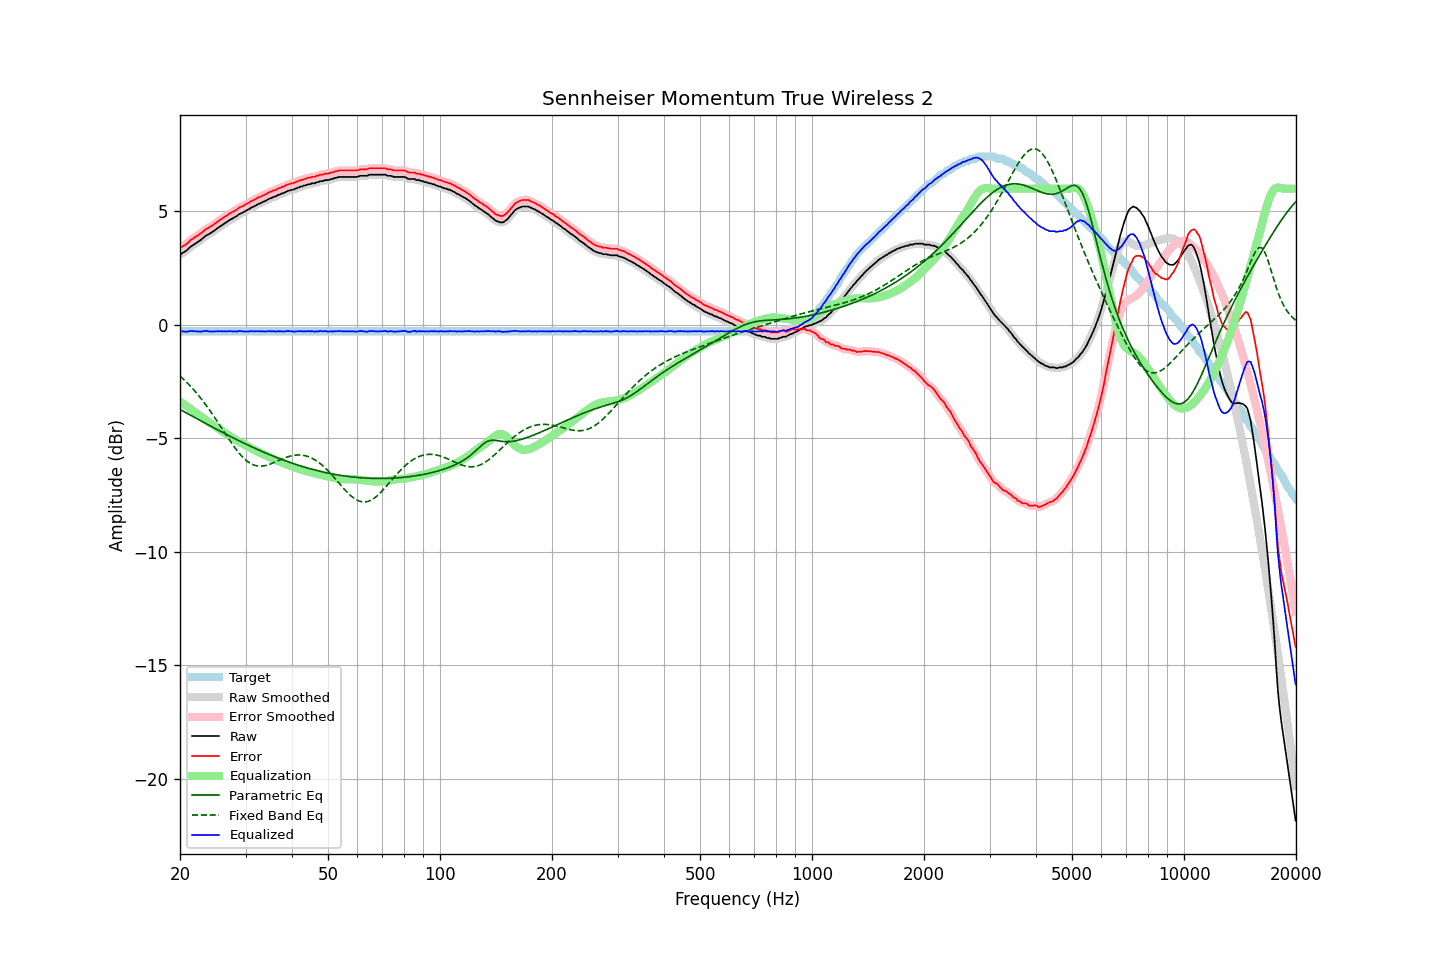 Sennheiser Momentum True Wireless 2
Amplitude (dBr)
5
0
−5
−10
−15
−20
Target
Raw Smoothed
Error Smoothed
Raw
Error
Equalization
Parametric Eq
Fixed Band Eq
Equalized
20 50 100 200 500 1000 2000 5000 10000 20000
Frequency (Hz)